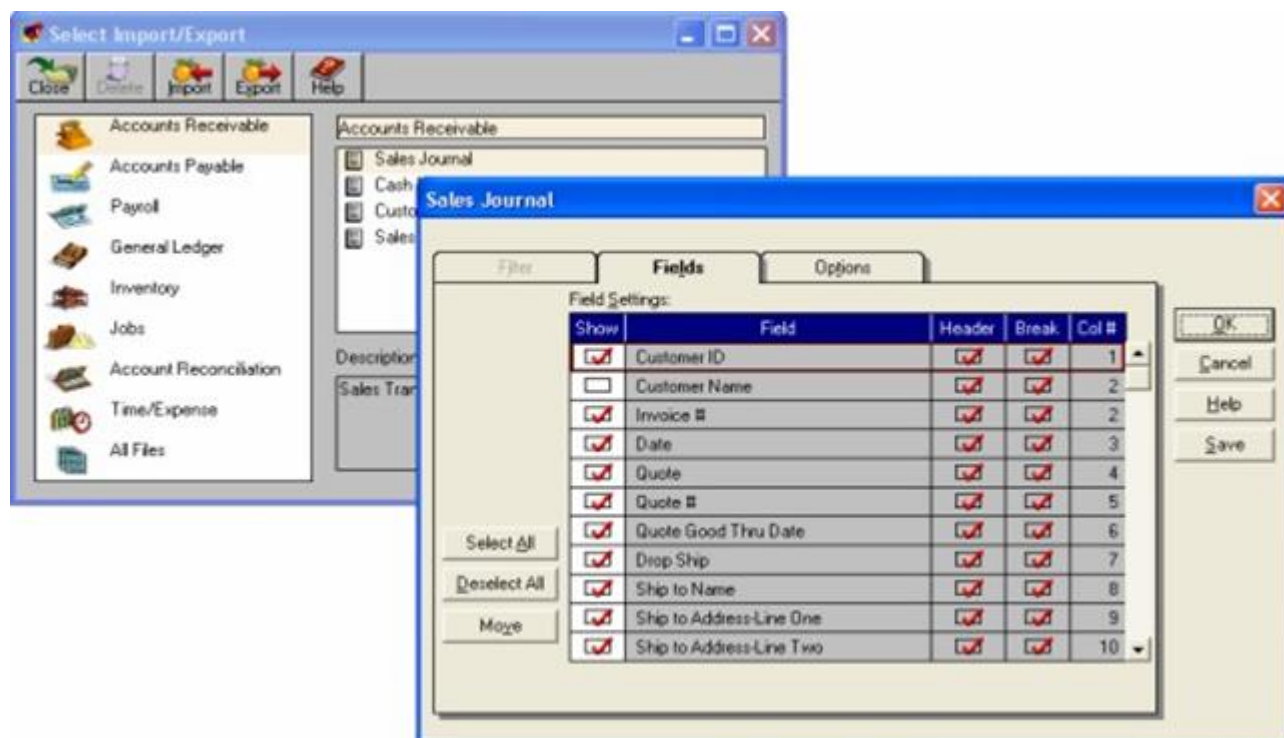 Select Import/Export
Close Delete Import Export Help
Accounts Receivable
Accounts Payable
Payroll
General Ledger
Inventory
Jobs
Account Reconciliation
Time/Expense
All Files
Accounts Receivable
Sales Journal
Cash
Custo
Sales
Description
Sales Tran
Sales Journal
Filter Fields Options
Field Settings:
Show Field Header Break Col #
Customer ID 1
Customer Name 2
Invoice # 2
Date 3
Quote 4
Quote # 5
Quote Good Thru Date 6
Drop Ship 7
Ship to Name 8
Ship to Address-Line One 9
Ship to Address-Line Two 10
Select All
Deselect All
Move
OK
Cancel
Help
Save